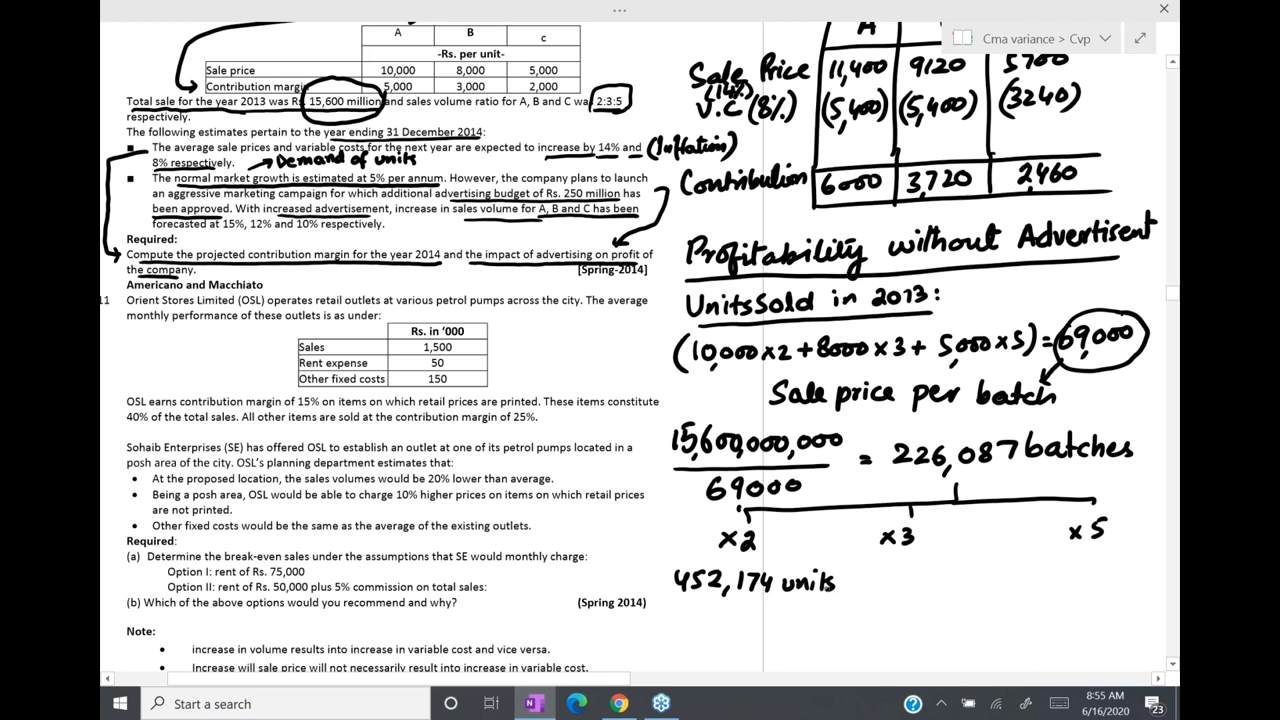 ...
Cma variance > Cvp
A B c
-Rs. per unit-
Sale price 10,000 8,000 5,000
Contribution margin 5,000 3,000 2,000
Total sale for the year 2013 was Rs. 15,600 million and sales volume ratio for A, B and C was 2:3:5
respectively.
The following estimates pertain to the year ending 31 December 2014:
▪ The average sale prices and variable costs for the next year are expected to increase by 14% and (Inflation)
8% respectively. Demand of units
▪ The normal market growth is estimated at 5% per annum. However, the company plans to launch
an aggressive marketing campaign for which additional advertising budget of Rs. 250 million has
been approved. With increased advertisement, increase in sales volume for A, B and C has been
forecasted at 15%, 12% and 10% respectively.
Required:
Compute the projected contribution margin for the year 2014 and the impact of advertising on profit of
the company. [Spring-2014]
Americano and Macchiato
11 Orient Stores Limited (OSL) operates retail outlets at various petrol pumps across the city. The average
monthly performance of these outlets is as under:
Rs. in ‘000
Sales 1,500
Rent expense 50
Other fixed costs 150
OSL earns contribution margin of 15% on items on which retail prices are printed. These items constitute
40% of the total sales. All other items are sold at the contribution margin of 25%.
Sohaib Enterprises (SE) has offered OSL to establish an outlet at one of its petrol pumps located in a
posh area of the city. OSL’s planning department estimates that:
• At the proposed location, the sales volumes would be 20% lower than average.
• Being a posh area, OSL would be able to charge 10% higher prices on items on which retail prices
are not printed.
• Other fixed costs would be the same as the average of the existing outlets.
Required:
(a) Determine the break-even sales under the assumptions that SE would monthly charge:
Option I: rent of Rs. 75,000
Option II: rent of Rs. 50,000 plus 5% commission on total sales:
(b) Which of the above options would you recommend and why? (Spring 2014)
Note:
• increase in volume results into increase in variable cost and vice versa.
• Increase will sale price will not necessarily result into increase in variable cost.
A
Sale Price 11,400 9120 5700
(14%)
V.C (8%) (5,400) (5,400) (3240)
Contribution 6000 3,720 2,460
Profitability without Advertisent
Units Sold in 2013:
(10,000×2 + 8000×3 + 5,000×5) = 69,000
Sale price per batch
15,600,000,000
69000
= 226,087 batches
×2 ×3 ×5
452,174 units
Start a search
8:55 AM
6/16/2020
23